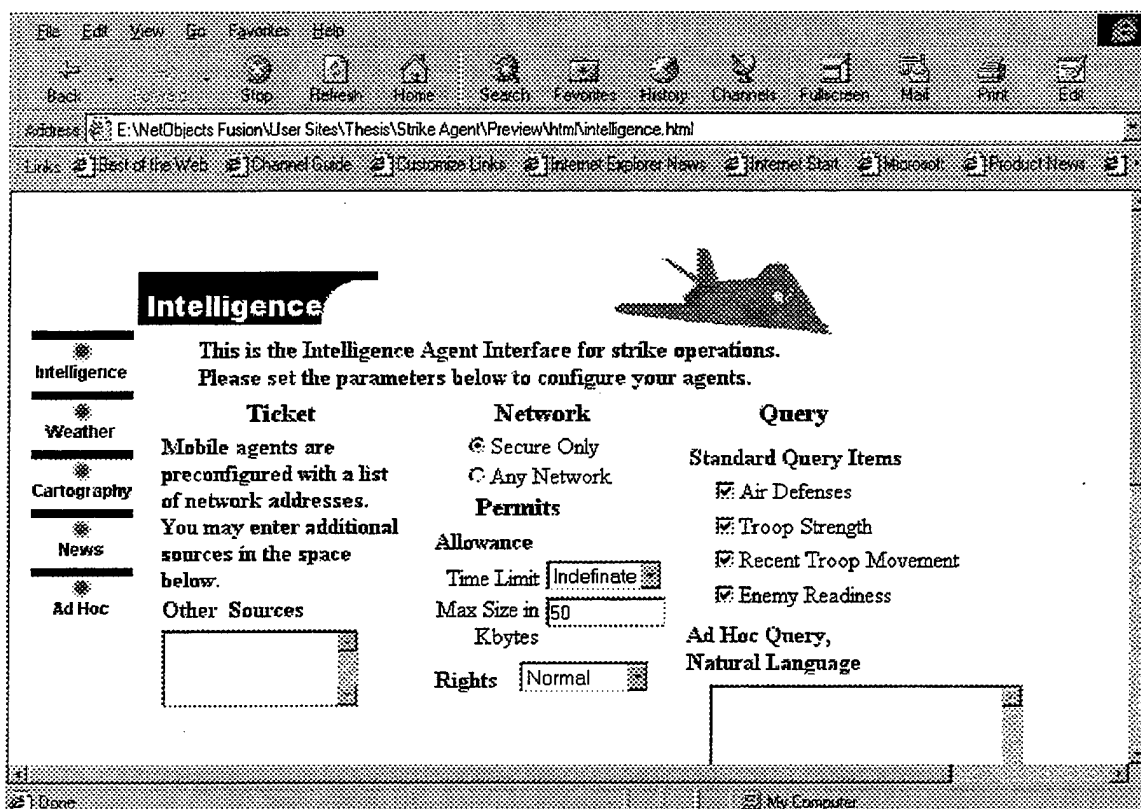 File Edit View Go Favorites Help
Back Stop Refresh Home Search Favorites History Channels Fullscreen Mail Print Edit
Address E:\NetObjects Fusion\User Sites\Thesis\Strike Agent\Preview\html\intelligence.html
Links Best of the Web Channel Guide Customize Links Internet Explorer News Internet Start Microsoft Product News
Intelligence
This is the Intelligence Agent Interface for strike operations.
Please set the parameters below to configure your agents.
Intelligence
Weather
Cartography
News
Ad Hoc
Ticket
Mobile agents are
preconfigured with a list
of network addresses.
You may enter additional
sources in the space
below.
Other Sources
Network
Secure Only
Any Network
Permits
Allowance
Time Limit Indefinate
Max Size in 50
Kbytes
Rights Normal
Query
Standard Query Items
Air Defenses
Troop Strength
Recent Troop Movement
Enemy Readiness
Ad Hoc Query,
Natural Language
Done My Computer